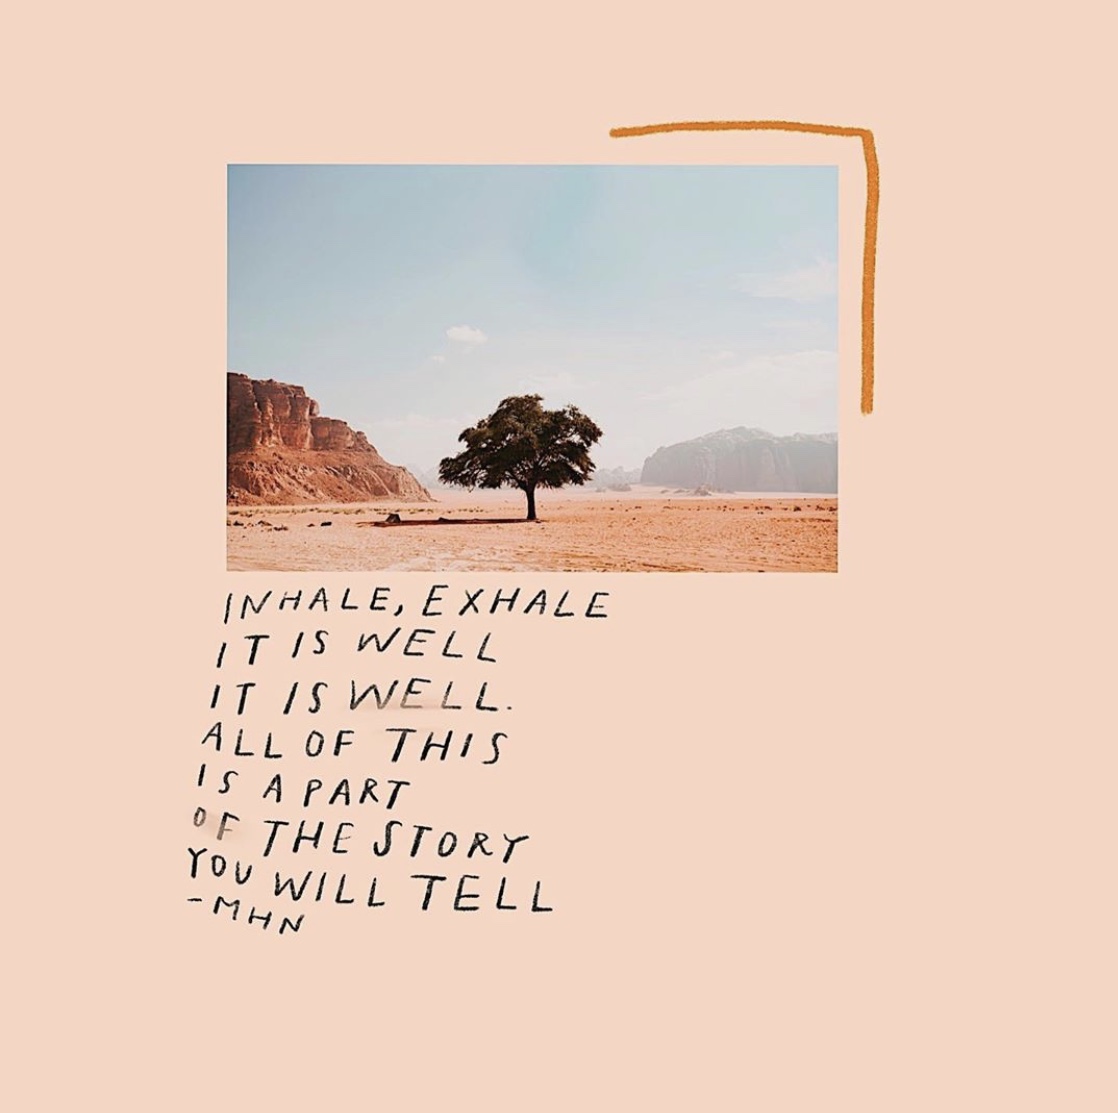 INHALE, EXHALE
IT IS WELL
IT IS WELL.
ALL OF THIS
IS A PART
OF THE STORY
YOU WILL TELL
-MHN